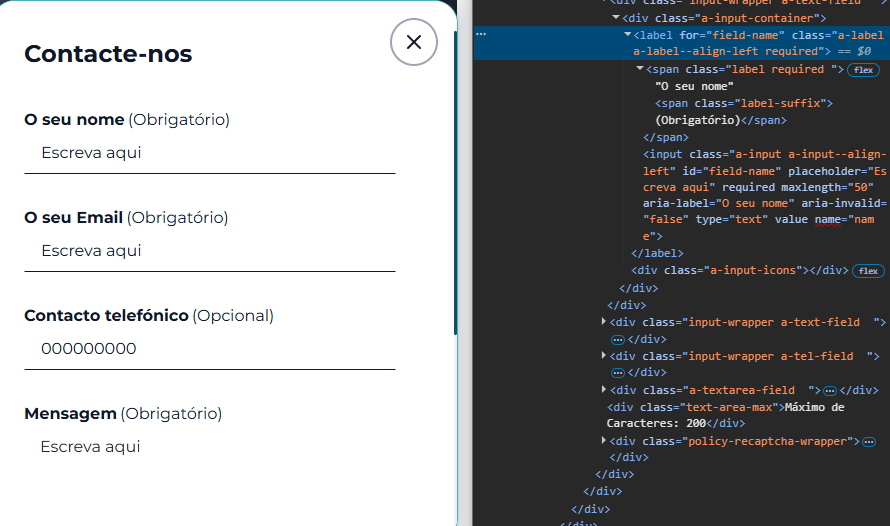 Contacte-nos
O seu nome (Obrigatório)
Escreva aqui
O seu Email (Obrigatório)
Escreva aqui
Contacto telefónico (Opcional)
000000000
Mensagem (Obrigatório)
Escreva aqui
<div class="input-wrapper a-text-field
<div class="a-input-container">
<label for="field-name" class="a-label
a-label--align-left required"> == $0
<span class="label required "> flex
"O seu nome"
<span class="label-suffix">
(Obrigatório)</span>
</span>
<input class="a-input a-input--align-
left" id="field-name" placeholder="Es
creva aqui" required maxlength="50"
aria-label="O seu nome" aria-invalid=
"false" type="text" value name="nam
e">
</label>
<div class="a-input-icons"></div> flex
</div>
</div>
<div class="input-wrapper a-text-field  ">
… </div>
<div class="input-wrapper a-tel-field  ">
… </div>
<div class="a-textarea-field  "> … </div>
<div class="text-area-max">Máximo de
Caracteres: 200</div>
<div class="policy-recaptcha-wrapper"> …
</div>
</div>
</div>
</div>
</div>